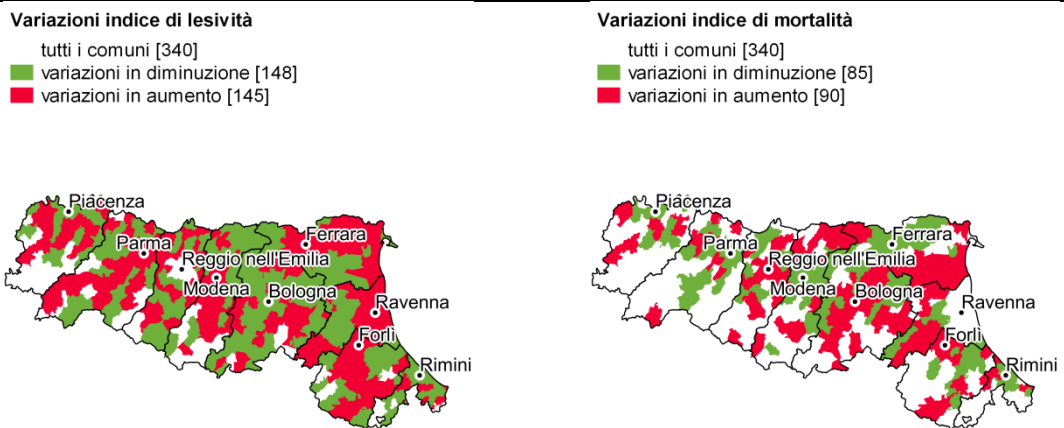 Variazioni indice di lesività
tutti i comuni [340]
variazioni in diminuzione [148]
variazioni in aumento [145]
Piacenza
Parma
Ferrara
Reggio nell'Emilia
Modena
Bologna
Ravenna
Forlì
Rimini
Variazioni indice di mortalità
tutti i comuni [340]
variazioni in diminuzione [85]
variazioni in aumento [90]
Piacenza
Parma
Ferrara
Reggio nell'Emilia
Modena
Bologna
Ravenna
Forlì
Rimini